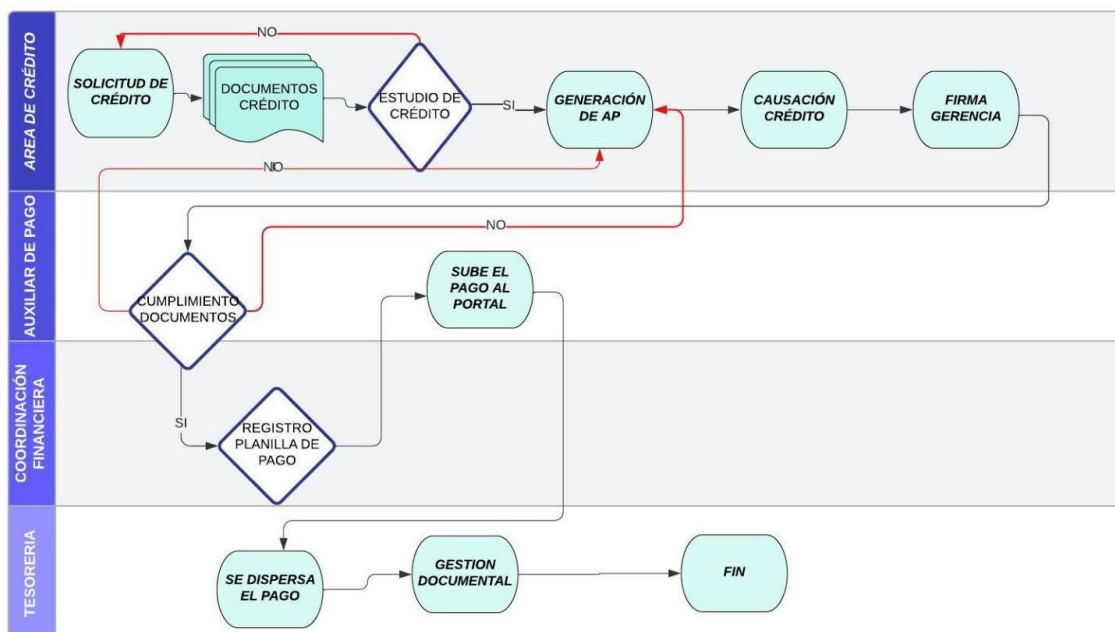 AREA DE CRÉDITO
NO
SOLICITUD DE
CRÉDITO
DOCUMENTOS
CRÉDITO
ESTUDIO DE
CRÉDITO
SI
GENERACIÓN
DE AP
CAUSACIÓN
CRÉDITO
FIRMA
GERENCIA
NO
AUXILIAR DE PAGO
NO
CUMPLIMIENTO
DOCUMENTOS
SUBE EL
PAGO AL
PORTAL
COORDINACIÓN
FINANCIERA
SI
REGISTRO
PLANILLA DE
PAGO
TESORERIA
SE DISPERSA
EL PAGO
GESTION
DOCUMENTAL
FIN